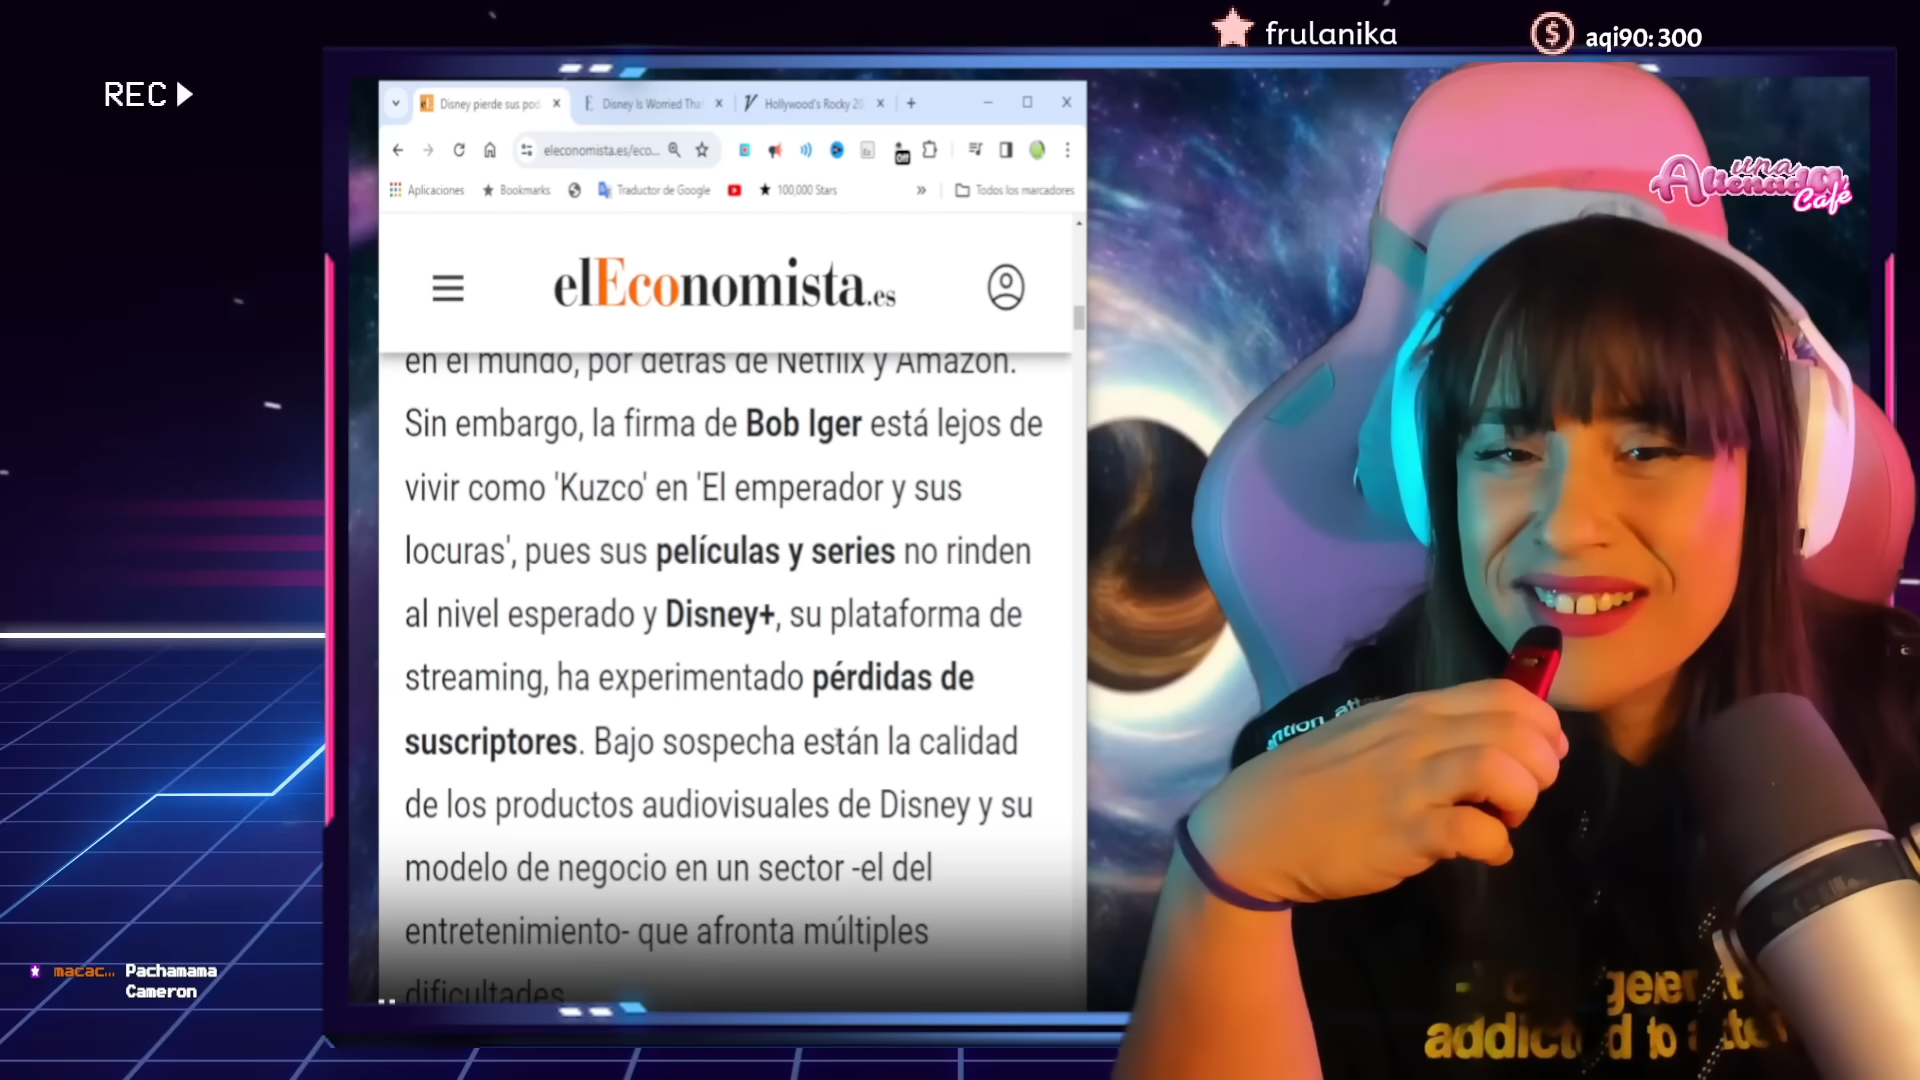 frulanika
aqi90: 300
REC
Disney pierde sus pod
Disney Is Worried Tha
Hollywood's Rocky 20
eleconomista.es/eco...
Off
Aplicaciones
Bookmarks
Traductor de Google
100,000 Stars
»
Todos los marcadores
una
Café
elEconomista.es
en el mundo, por detrás de Netflix y Amazon.
Sin embargo, la firma de Bob Iger está lejos de
vivir como 'Kuzco' en 'El emperador y sus
locuras', pues sus películas y series no rinden
al nivel esperado y Disney+, su plataforma de
streaming, ha experimentado pérdidas de
suscriptores. Bajo sospecha están la calidad
de los productos audiovisuales de Disney y su
modelo de negocio en un sector -el del
entretenimiento- que afronta múltiples
dificultades
macac... Pachamama
Cameron
addicted to